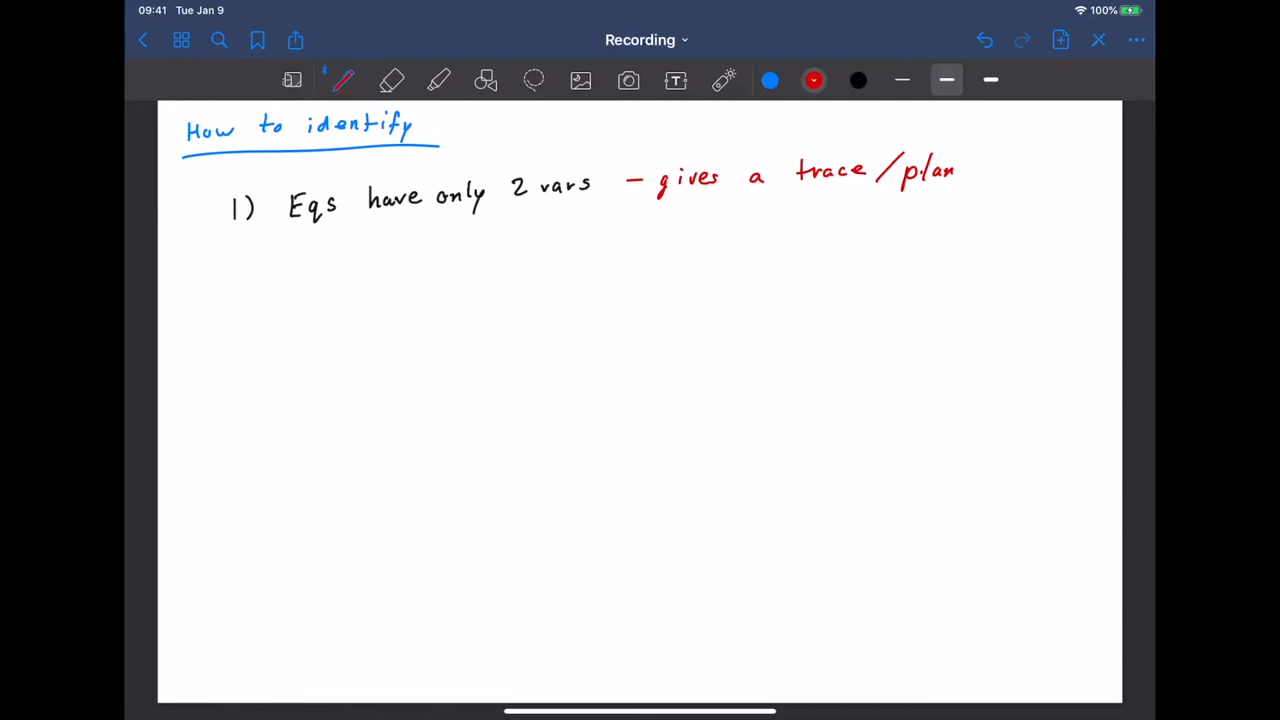 09:41 Tue Jan 9
100%
Recording
T
How to identify
1) Eqs have only 2 vars - gives a trace/plan